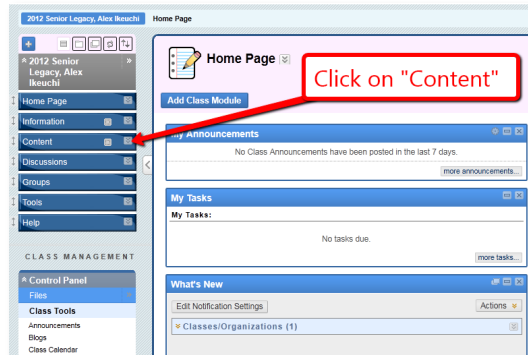 2012 Senior Legacy, Alex Ikeuchi Home Page
2012 Senior
Legacy, Alex
Ikeuchi
Home Page
Information
Content
Discussions
Groups
Tools
Help
CLASS MANAGEMENT
Control Panel
Files
Class Tools
Announcements
Blogs
Class Calendar
Home Page
Click on "Content"
Add Class Module
My Announcements
No Class Announcements have been posted in the last 7 days.
more announcements...
My Tasks
My Tasks:
No tasks due.
more tasks...
What's New
Edit Notification Settings
Actions
Classes/Organizations (1)